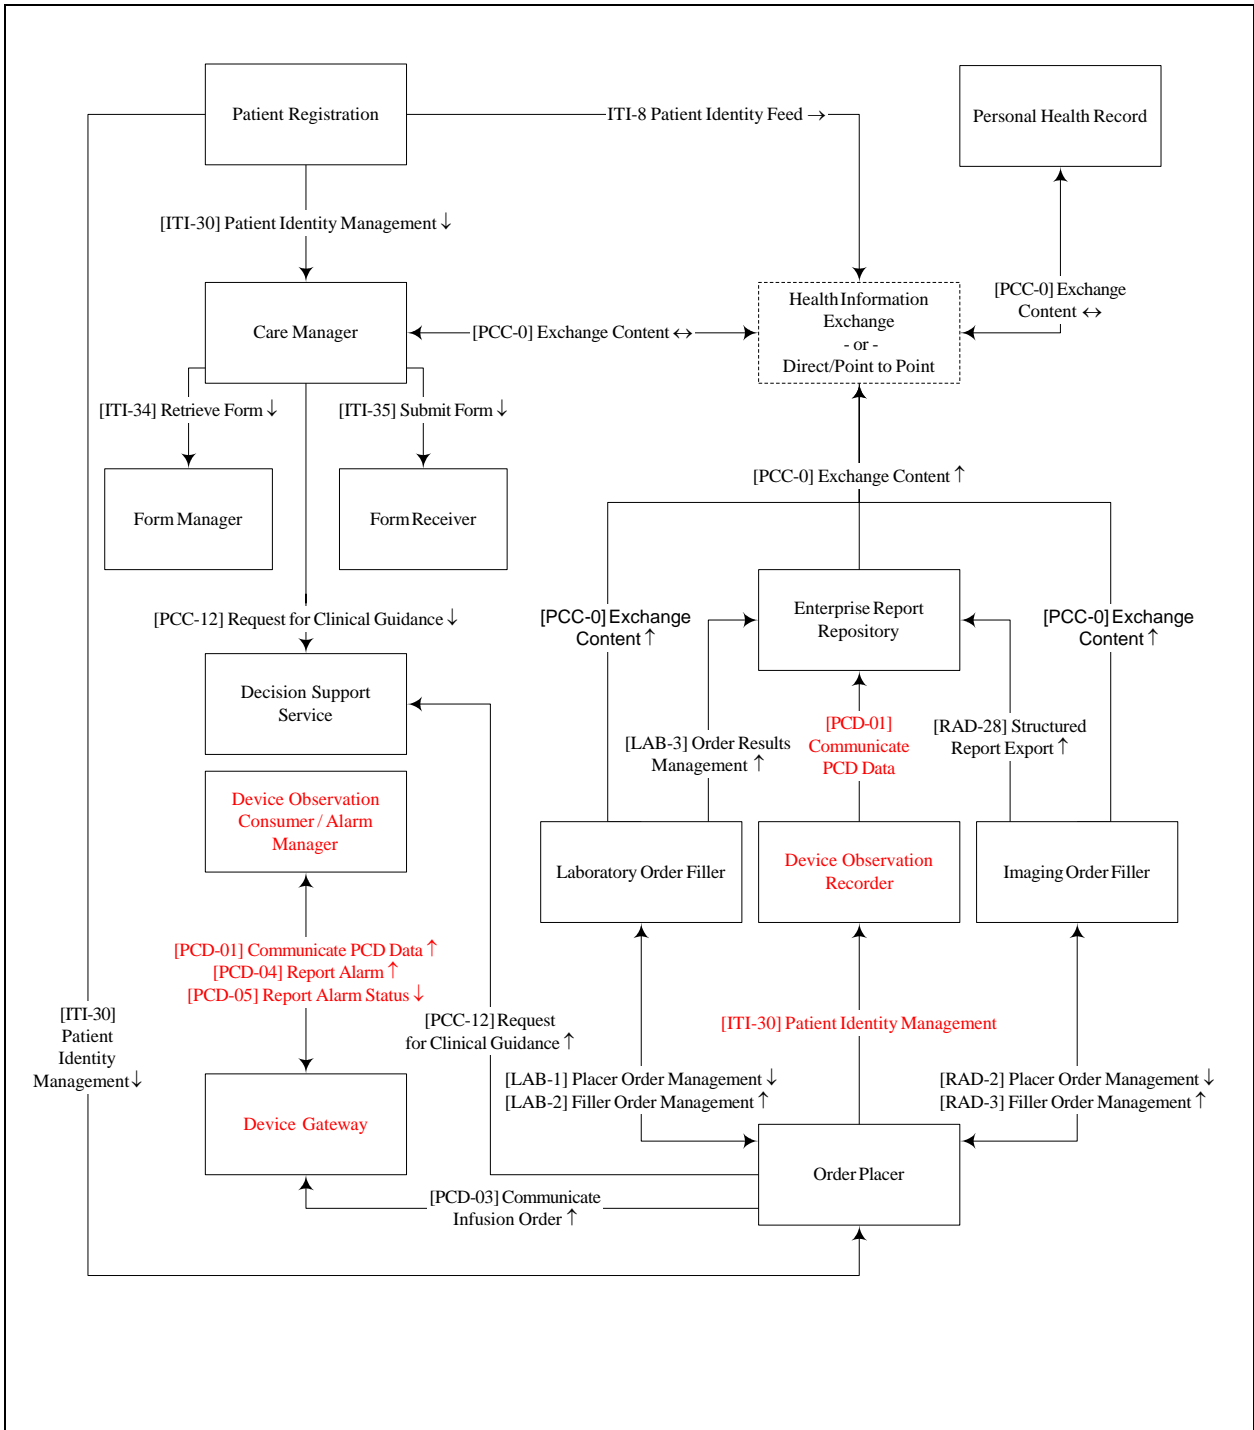 Patient Registration
ITI-8 Patient Identity Feed →
Personal Health Record
[ITI-30] Patient Identity Management ↓
Care Manager
[PCC-0] Exchange Content ↔
Health Information
Exchange
- or -
Direct/Point to Point
[PCC-0] Exchange
Content ↔
[ITI-34] Retrieve Form ↓
[ITI-35] Submit Form ↓
Form Manager
Form Receiver
[PCC-0] Exchange Content ↑
[PCC-12] Request for Clinical Guidance ↓
[PCC-0] Exchange
Content ↑
Enterprise Report
Repository
[PCC-0] Exchange
Content ↑
Decision Support
Service
[LAB-3] Order Results
Management ↑
[PCD-01]
Communicate
PCD Data
[RAD-28] Structured
Report Export ↑
Device Observation
Consumer / Alarm
Manager
Laboratory Order Filler
Device Observation
Recorder
Imaging Order Filler
[PCD-01] Communicate PCD Data ↑
[PCD-04] Report Alarm ↑
[PCD-05] Report Alarm Status ↓
[ITI-30]
Patient
Identity
Management ↓
[PCC-12] Request
for Clinical Guidance ↑
[ITI-30] Patient Identity Management
[LAB-1] Placer Order Management ↓
[LAB-2] Filler Order Management ↑
[RAD-2] Placer Order Management ↓
[RAD-3] Filler Order Management ↑
Device Gateway
Order Placer
[PCD-03] Communicate
Infusion Order ↑